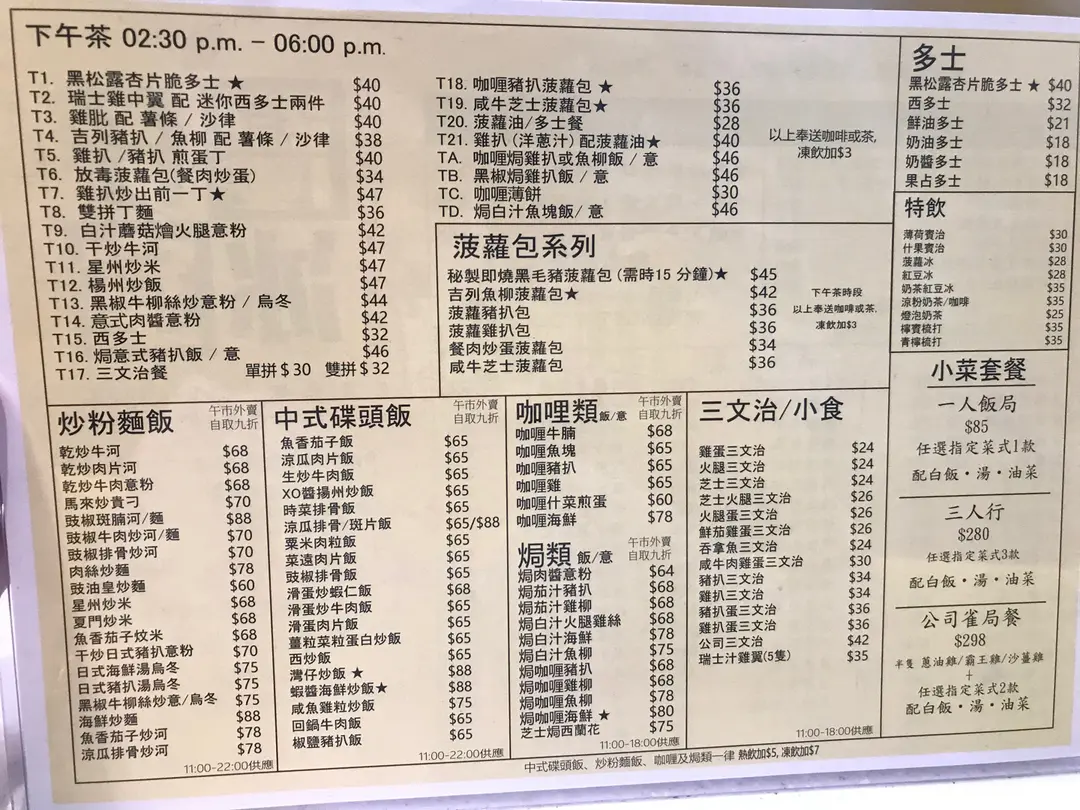 下午茶 02:30 p.m. – 06:00 p.m.
T1. 黑松露杏片脆多士 ★ $40
T2. 瑞士雞中翼 配 迷你西多士兩件 $40
T3. 雞肶 配 薯條 / 沙律 $40
T4. 吉列豬扒 / 魚柳 配 薯條 / 沙律 $38
T5. 雞扒 /豬扒 煎蛋丁 $40
T6. 放毒菠蘿包(餐肉炒蛋) $34
T7. 雞扒炒出前一丁★ $47
T8. 雙拼丁麵 $36
T9. 白汁蘑菇燴火腿意粉 $42
T10. 干炒牛河 $47
T11. 星州炒米 $47
T12. 楊州炒飯 $47
T13. 黑椒牛柳絲炒意粉 / 烏冬 $44
T14. 意式肉醬意粉 $42
T15. 西多士 $32
T16. 焗意式豬扒飯 / 意 $46
T17. 三文治餐 單拼$30 雙拼$32
T18. 咖喱豬扒菠蘿包 ★ $36
T19. 咸牛芝士菠蘿包★ $36
T20. 菠蘿油/多士餐 $28
T21. 雞扒 (洋蔥汁) 配菠蘿油★ $40
TA. 咖喱焗雞扒或魚柳飯 / 意 $46
TB. 黑椒焗雞扒飯 / 意 $46
TC. 咖喱薄餅 $30
TD. 焗白汁魚塊飯/ 意 $46
以上奉送咖啡或茶,
凍飲加$3
菠蘿包系列
秘製即燒黑毛豬菠蘿包 (需時15 分鐘)★ $45
吉列魚柳菠蘿包★ $42
菠蘿豬扒包 $36
菠蘿雞扒包 $36
餐肉炒蛋菠蘿包 $34
咸牛芝士菠蘿包 $36
下午茶時段
以上奉送咖啡或茶,
凍飲加$3
多士
黑松露杏片脆多士 ★ $40
西多士 $32
鮮油多士 $21
奶油多士 $18
奶醬多士 $18
果占多士 $18
特飲
薄荷賓治 $30
什果賓治 $30
菠蘿冰 $28
紅豆冰 $28
奶茶紅豆冰 $35
涼粉奶茶/咖啡 $35
燈泡奶茶 $25
檸賓梳打 $35
青檸梳打 $35
炒粉麵飯
午市外賣
自取九折
乾炒牛河 $68
乾炒肉片河 $68
乾炒牛肉意粉 $68
馬來炒貴刁 $70
豉椒斑腩河/麵 $88
豉椒牛肉炒河/麵 $70
豉椒排骨炒河 $70
肉絲炒麵 $78
豉油皇炒麵 $60
星州炒米 $68
夏門炒米 $68
魚香茄子炆米 $68
干炒日式豬扒意粉 $70
日式海鮮湯烏冬 $75
日式豬扒湯烏冬 $75
黑椒牛柳絲炒意/烏冬 $75
海鮮炒麵 $88
魚香茄子炒河 $78
涼瓜排骨炒河 $78
11:00-22:00供應
中式碟頭飯
午市外賣
自取九折
魚香茄子飯 $65
涼瓜肉片飯 $65
生炒牛肉飯 $65
XO醬揚州炒飯 $65
時菜排骨飯 $65
涼瓜排骨/斑片飯 $65/$88
粟米肉粒飯 $65
菜遠肉片飯 $65
豉椒排骨飯 $65
滑蛋炒蝦仁飯 $68
滑蛋炒牛肉飯 $65
滑蛋肉片飯 $65
薑粒菜粒蛋白炒飯 $65
西炒飯 $65
灣仔炒飯 ★ $88
蝦醬海鮮炒飯★ $88
咸魚雞粒炒飯 $75
回鍋牛肉飯 $65
椒鹽豬扒飯 $65
11:00-22:00供應
咖哩類飯/意
午市外賣
自取九折
咖喱牛腩 $68
咖喱魚塊 $65
咖喱豬扒 $65
咖喱雞 $65
咖喱什菜煎蛋 $60
咖喱海鮮 $78
焗類 飯/意
午市外賣
自取九折
焗肉醬意粉 $64
焗茄汁豬扒 $68
焗茄汁雞柳 $68
焗白汁火腿雞絲 $68
焗白汁海鮮 $78
焗白汁魚柳 $75
焗咖喱豬扒 $68
焗咖喱雞柳 $68
焗咖喱魚柳 $78
焗咖喱海鮮 ★ $80
芝士焗西蘭花 $75
11:00-18:00供應
三文治/小食
雞蛋三文治 $24
火腿三文治 $24
芝士三文治 $24
芝士火腿三文治 $26
火腿蛋三文治 $26
鮮茄雞蛋三文治 $26
吞拿魚三文治 $24
咸牛肉雞蛋三文治 $30
豬扒三文治 $34
雞扒三文治 $34
豬扒蛋三文治 $36
雞扒蛋三文治 $36
公司三文治 $42
瑞士汁雞翼(5隻) $35
11:00-18:00供應
小菜套餐
一人飯局
$85
任選指定菜式1款
配白飯・湯・油菜
三人行
$280
任選指定菜式3款
配白飯・湯・油菜
公司雀局餐
$298
半隻 蔥油雞/霸王雞/沙薑雞
+
任選指定菜式2款
配白飯・湯・油菜
中式碟頭飯、炒粉麵飯、咖喱及焗類一律 熱飲加$5, 凍飲加$7